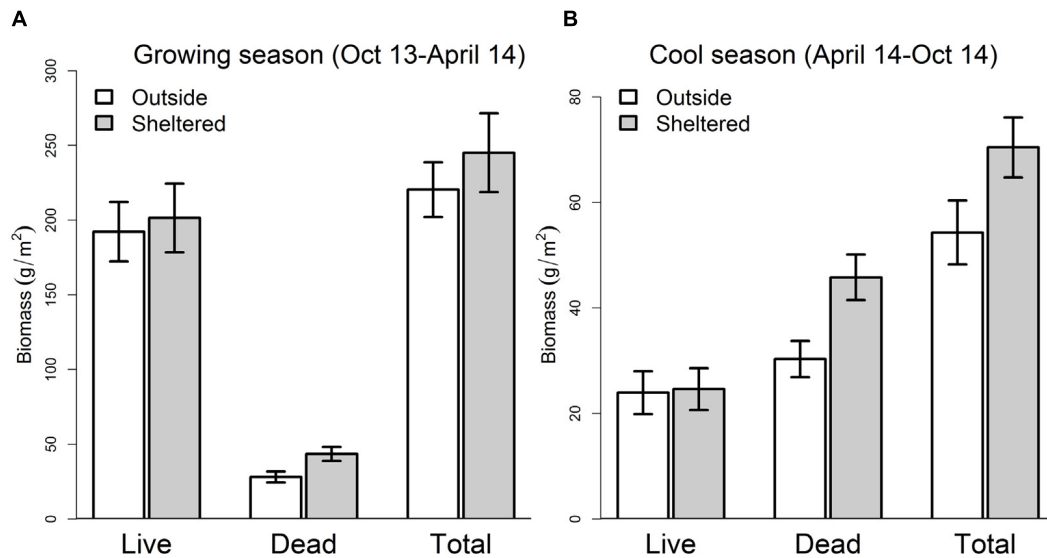 A
Growing season (Oct 13-April 14)
Outside
Sheltered
Biomass (g/m²)
300
250
200
150
100
50
0
Live Dead Total
B
Cool season (April 14-Oct 14)
Outside
Sheltered
Biomass (g/m²)
80
60
40
20
0
Live Dead Total